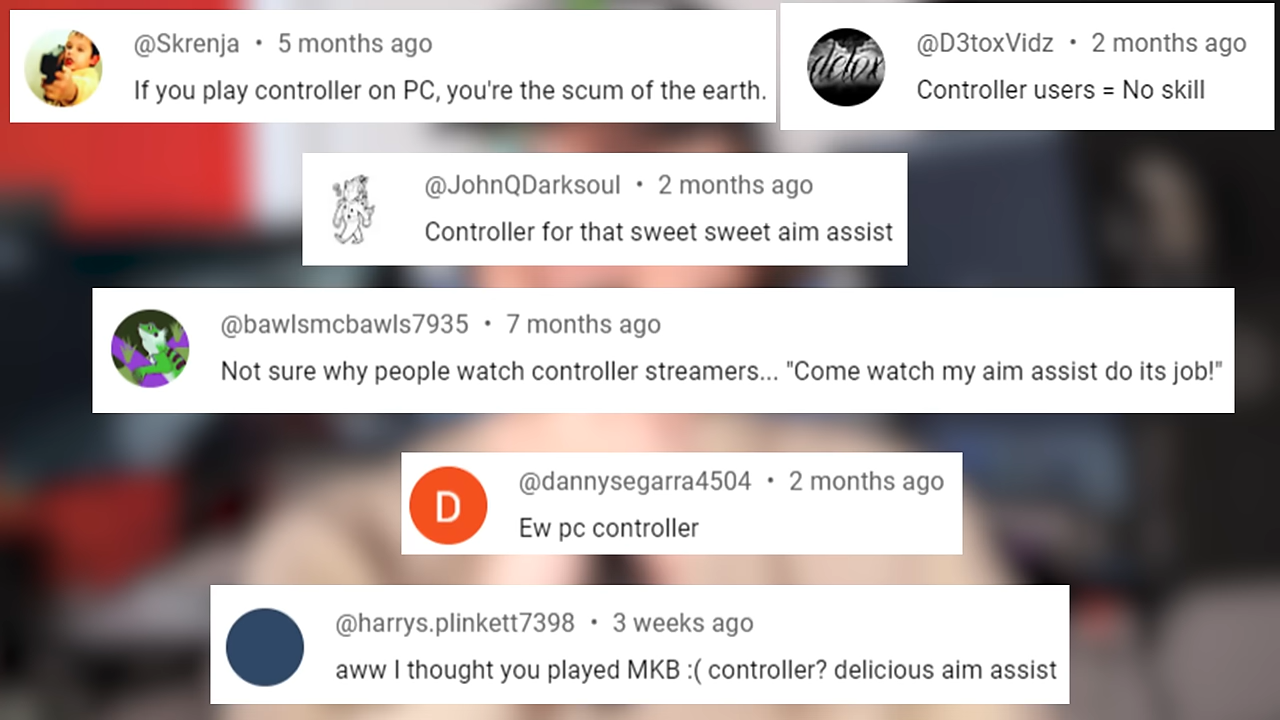 @Skrenja • 5 months ago
If you play controller on PC, you're the scum of the earth.
@D3toxVidz • 2 months ago
detox
Controller users = No skill
@JohnQDarksoul • 2 months ago
Controller for that sweet sweet aim assist
@bawlsmcbawls7935 • 7 months ago
Not sure why people watch controller streamers... "Come watch my aim assist do its job!"
D
@dannysegarra4504 • 2 months ago
Ew pc controller
@harrys.plinkett7398 • 3 weeks ago
aww I thought you played MKB :( controller? delicious aim assist